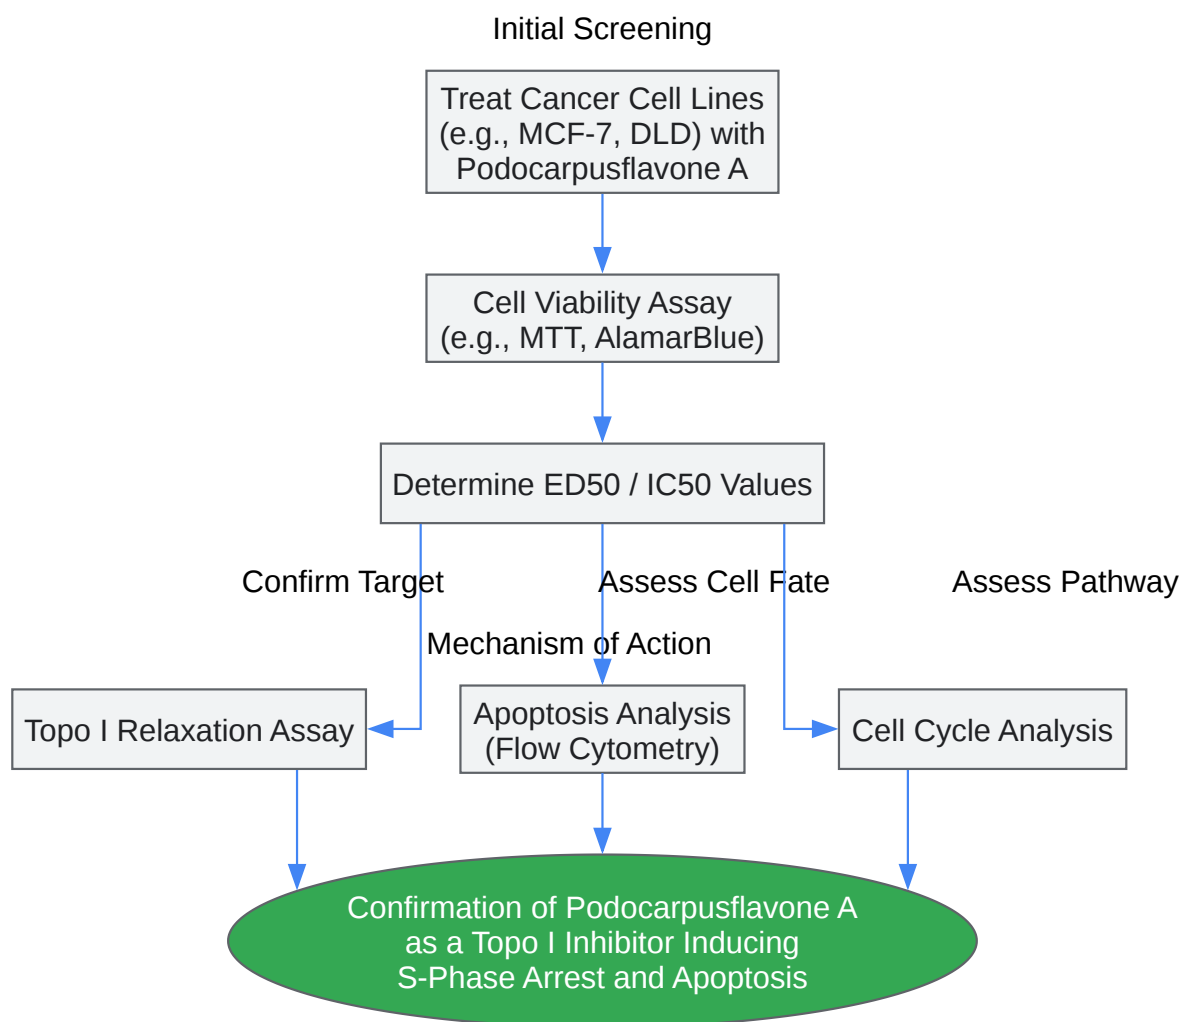 Initial Screening
Treat Cancer Cell Lines
(e.g., MCF-7, DLD) with
Podocarpusflavone A
Cell Viability Assay
(e.g., MTT, AlamarBlue)
Determine ED50 / IC50 Values
Confirm Target
Assess Cell Fate
Assess Pathway
Mechanism of Action
Topo I Relaxation Assay
Apoptosis Analysis
(Flow Cytometry)
Cell Cycle Analysis
Confirmation of Podocarpusflavone A
as a Topo I Inhibitor Inducing
S-Phase Arrest and Apoptosis